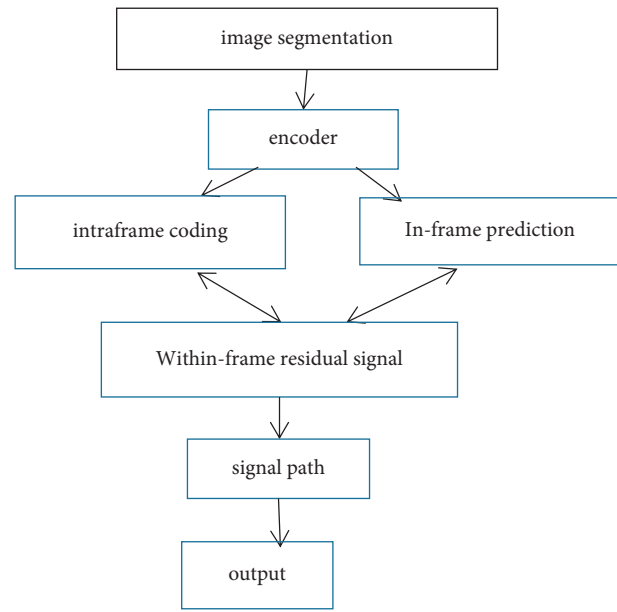 image segmentation
encoder
intraframe coding
In-frame prediction
Within-frame residual signal
signal path
output